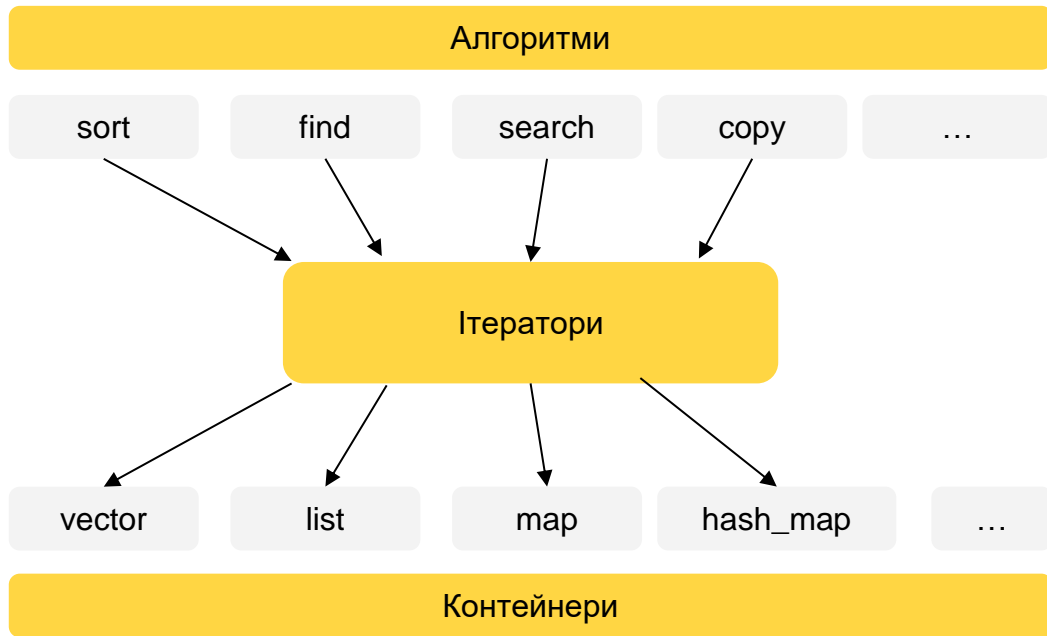 Алгоритми
sort find search copy …
Ітератори
vector list map hash_map …
Контейнери